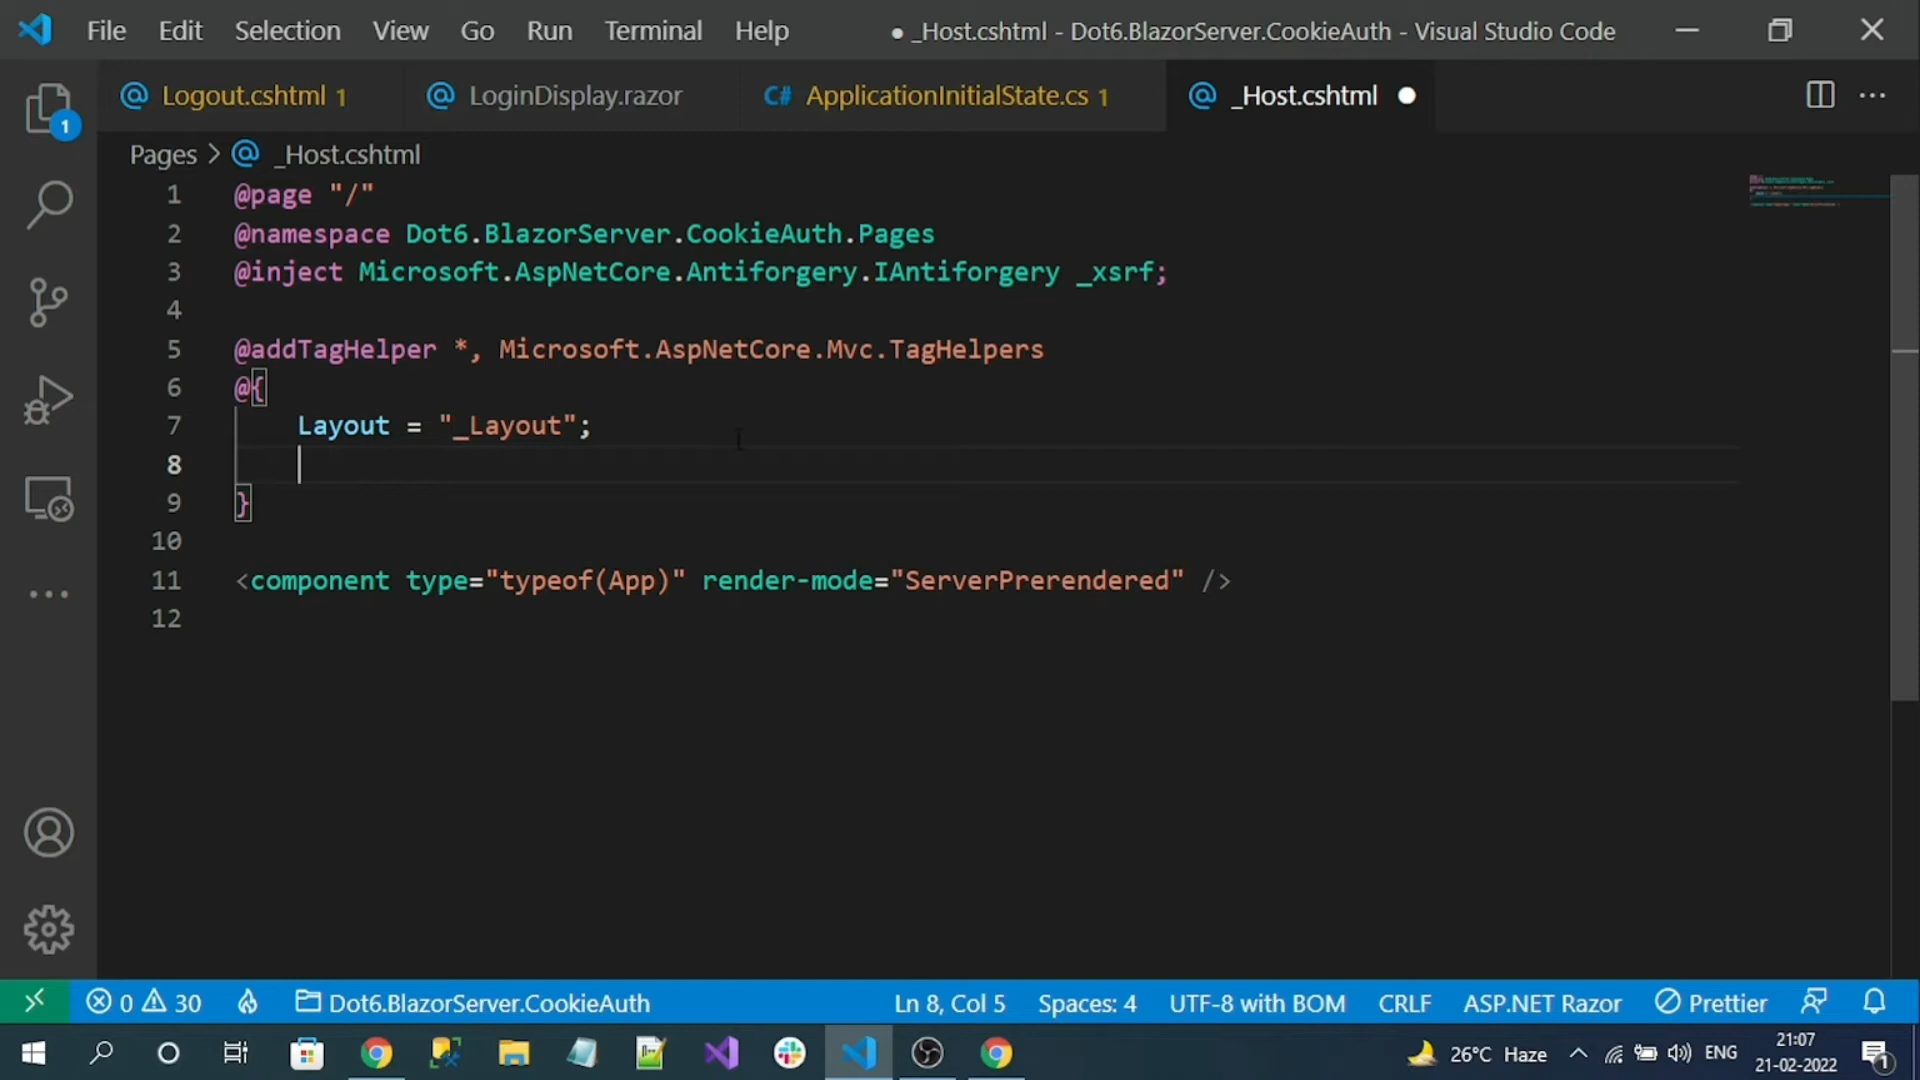 File Edit Selection View Go Run Terminal Help ● _Host.cshtml - Dot6.BlazorServer.CookieAuth - Visual Studio Code
Logout.cshtml 1 LoginDisplay.razor C# ApplicationInitialState.cs 1 _Host.cshtml ●
1
Pages > _Host.cshtml
1 @page "/"
2 @namespace Dot6.BlazorServer.CookieAuth.Pages
3 @inject Microsoft.AspNetCore.Antiforgery.IAntiforgery _xsrf;
4
5 @addTagHelper *, Microsoft.AspNetCore.Mvc.TagHelpers
6 @{
7     Layout = "_Layout";
8
9 }
10
11 <component type="typeof(App)" render-mode="ServerPrerendered" />
12
0 30 Dot6.BlazorServer.CookieAuth Ln 8, Col 5 Spaces: 4 UTF-8 with BOM CRLF ASP.NET Razor Prettier
26°C Haze ENG 21:07
21-02-2022
1